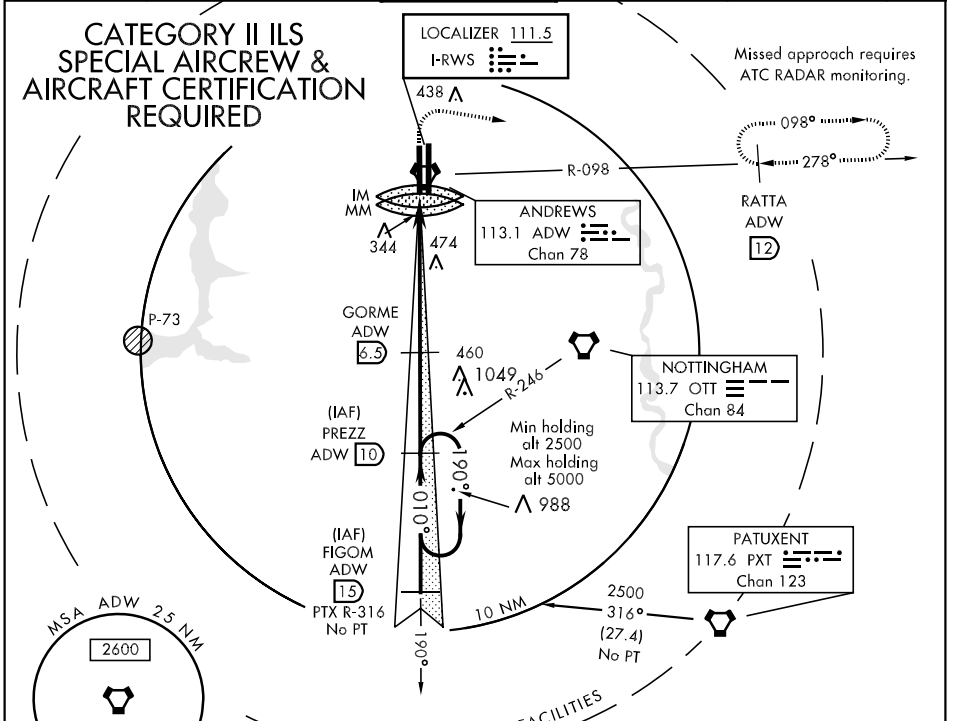 CATEGORY II ILS
SPECIAL AIRCREW &
AIRCRAFT CERTIFICATION
REQUIRED
LOCALIZER 111.5
I-RWS
Missed approach requires
ATC RADAR monitoring.
438
098°
278°
R-098
RATTA
ADW
12
IM
MM
ANDREWS
113.1 ADW
Chan 78
344
474
P-73
GORME
ADW
6.5
460
1049
R-246
NOTTINGHAM
113.7 OTT
Chan 84
(IAF)
PREZZ
ADW 10
Min holding
alt 2500
Max holding
alt 5000
190°
010°
988
(IAF)
FIGOM
ADW
15
PTX R-316
No PT
PATUXENT
117.6 PXT
Chan 123
10 NM
2500
316°
(27.4)
No PT
190°
MSA ADW 25 NM
2600
FACILITIES